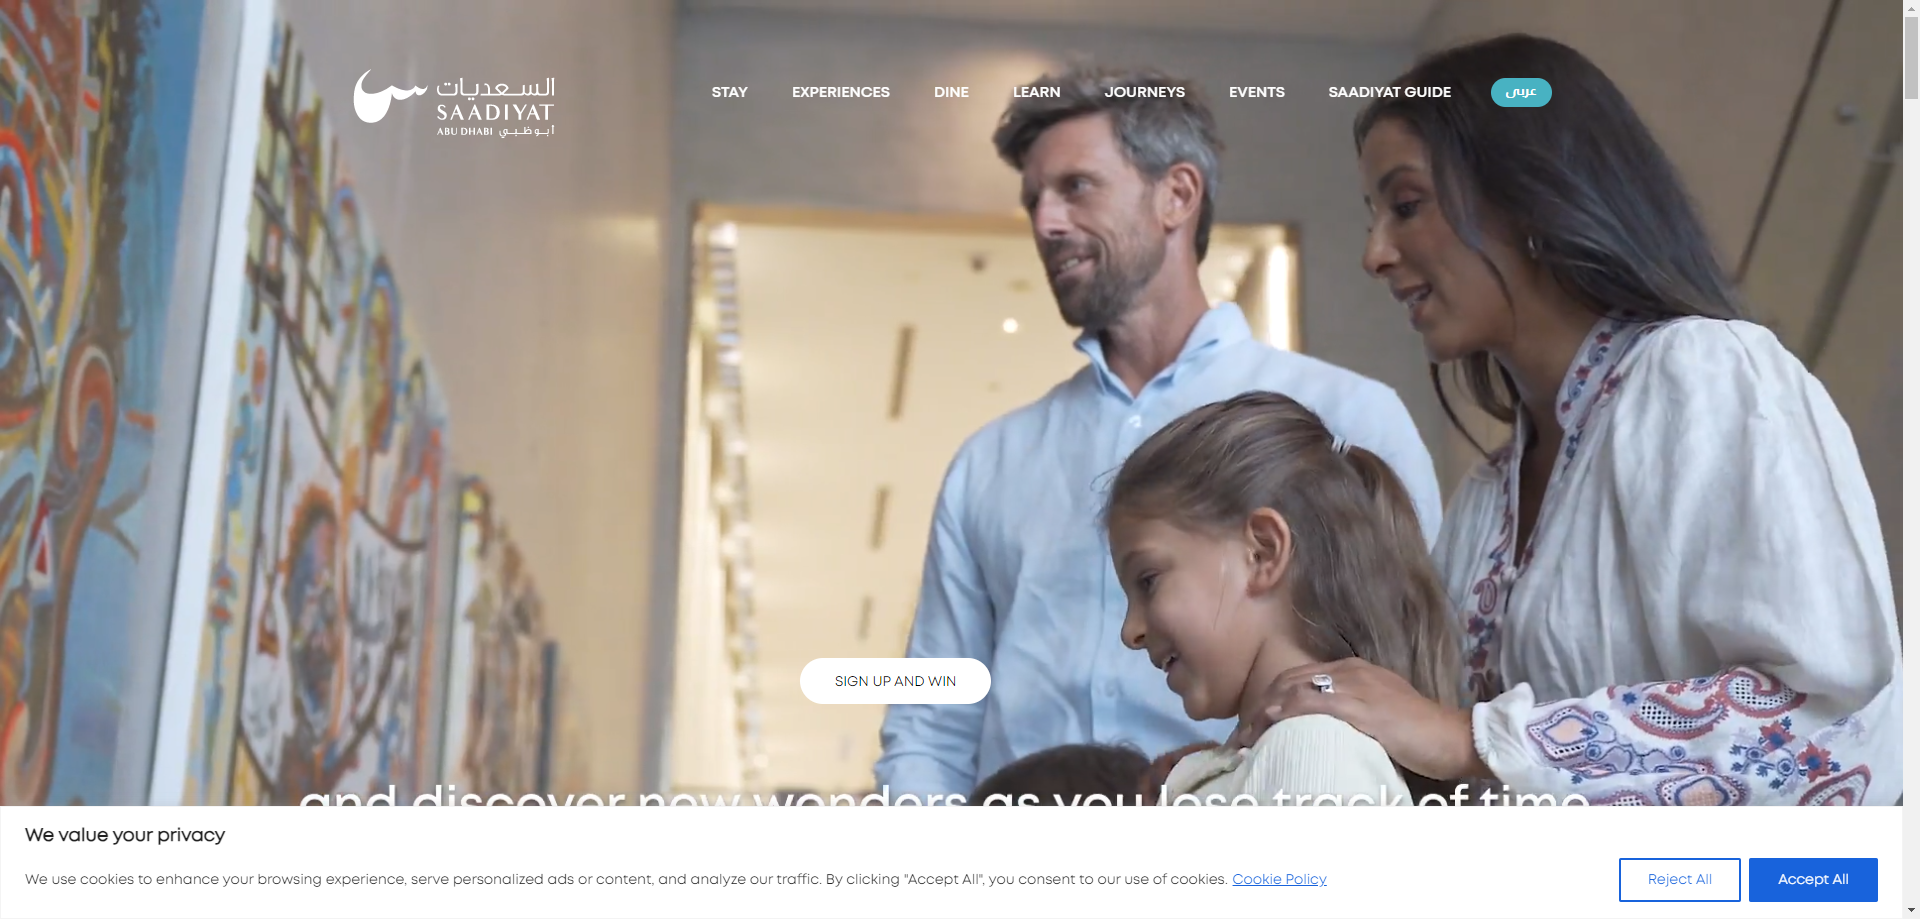 السعديات
SAADIYAT
ABU DHABI أبوظبي
STAY EXPERIENCES DINE LEARN JOURNEYS EVENTS SAADIYAT GUIDE عربي
SIGN UP AND WIN
and discover new wonders as you lose track of time
We value your privacy
We use cookies to enhance your browsing experience, serve personalized ads or content, and analyze our traffic. By clicking "Accept All", you consent to our use of cookies. Cookie Policy
Reject All Accept All